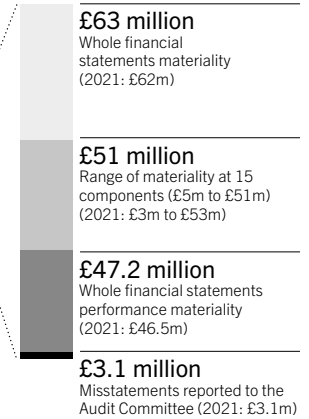 £63 million
Whole financial
statements materiality
(2021: £62m)
£51 million
Range of materiality at 15
components (£5m to £51m)
(2021: £3m to £53m)
£47.2 million
Whole financial statements
performance materiality
(2021: £46.5m)
£3.1 million
Misstatements reported to the
Audit Committee (2021: £3.1m)